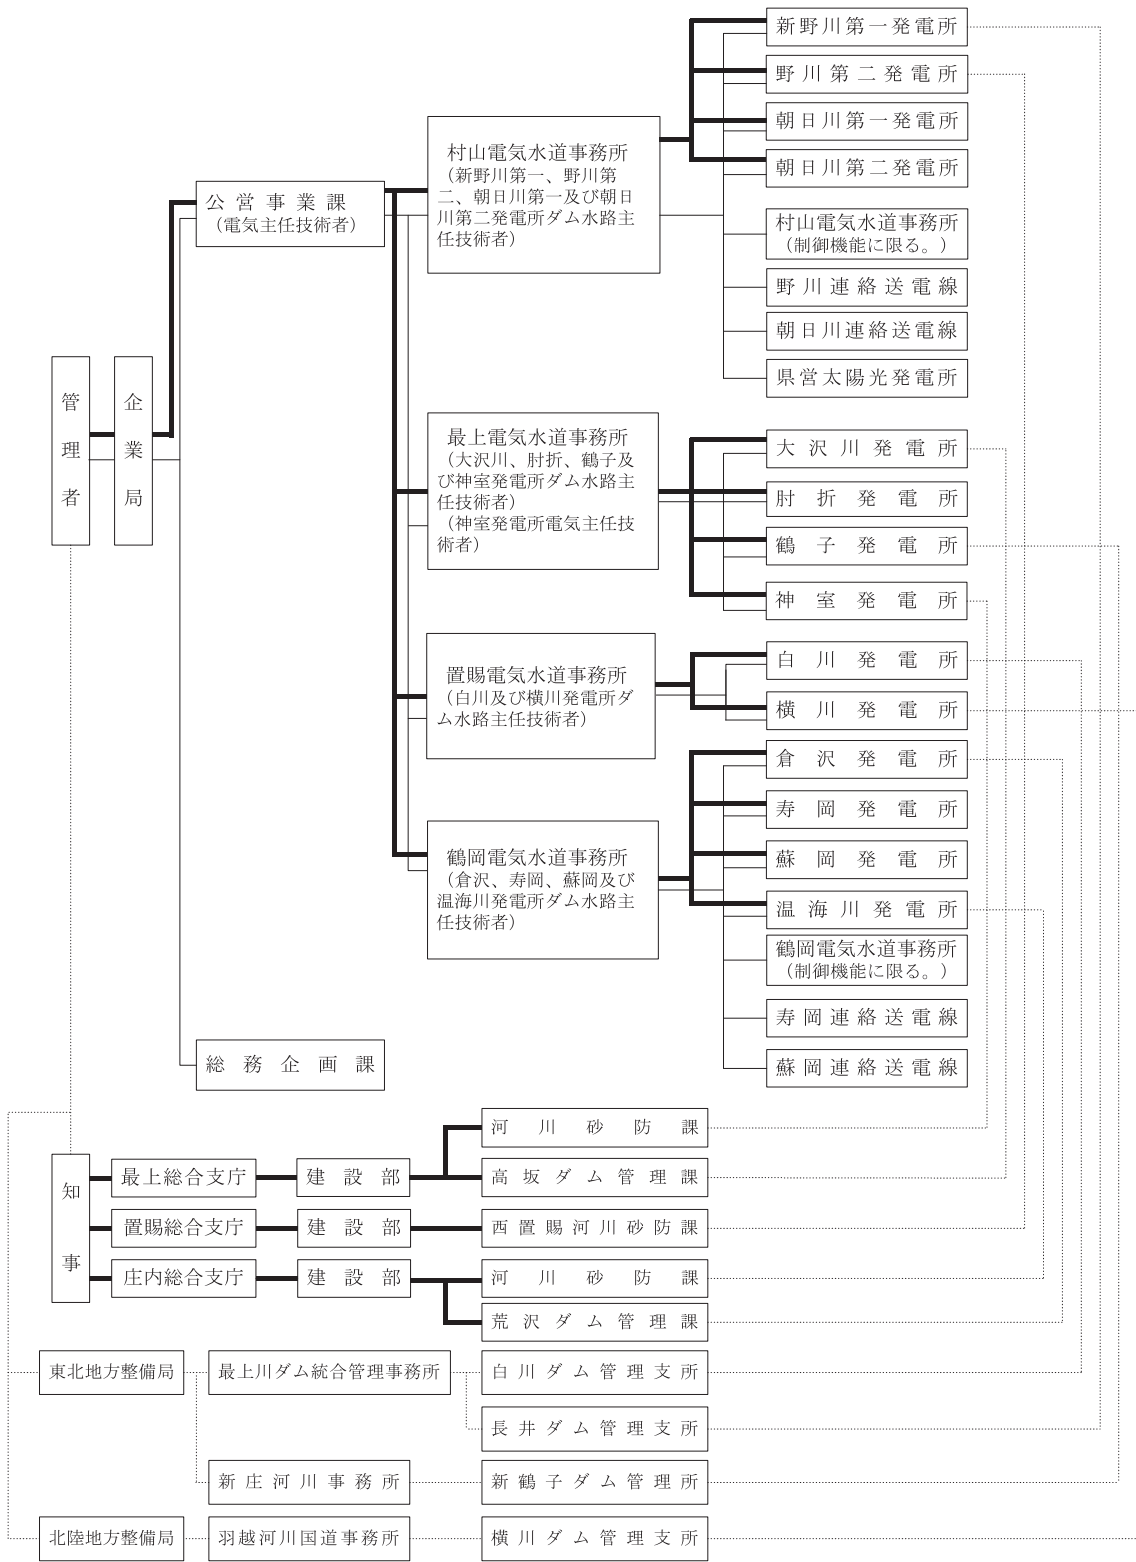 管理者
企業局
公営事業課
（電気主任技術者）
総務企画課
村山電気水道事務所
（新野川第一、野川第
二、朝日川第一及び朝日
川第二発電所ダム水路主
任技術者）
新野川第一発電所
野川第二発電所
朝日川第一発電所
朝日川第二発電所
村山電気水道事務所
（制御機能に限る。）
野川連絡送電線
朝日川連絡送電線
県営太陽光発電所
最上電気水道事務所
（大沢川、肘折、鶴子及
び神室発電所ダム水路主
任技術者）
（神室発電所電気主任技
術者）
大沢川発電所
肘折発電所
鶴子発電所
神室発電所
置賜電気水道事務所
（白川及び横川発電所ダ
ム水路主任技術者）
白川発電所
横川発電所
鶴岡電気水道事務所
（倉沢、寿岡、蘇岡及び
温海川発電所ダム水路主
任技術者）
倉沢発電所
寿岡発電所
蘇岡発電所
温海川発電所
鶴岡電気水道事務所
（制御機能に限る。）
寿岡連絡送電線
蘇岡連絡送電線
知事
最上総合支庁
建設部
河川砂防課
高坂ダム管理課
置賜総合支庁
建設部
西置賜河川砂防課
庄内総合支庁
建設部
河川砂防課
荒沢ダム管理課
東北地方整備局
最上川ダム統合管理事務所
白川ダム管理支所
長井ダム管理支所
新庄河川事務所
新鶴子ダム管理所
北陸地方整備局
羽越河川国道事務所
横川ダム管理支所